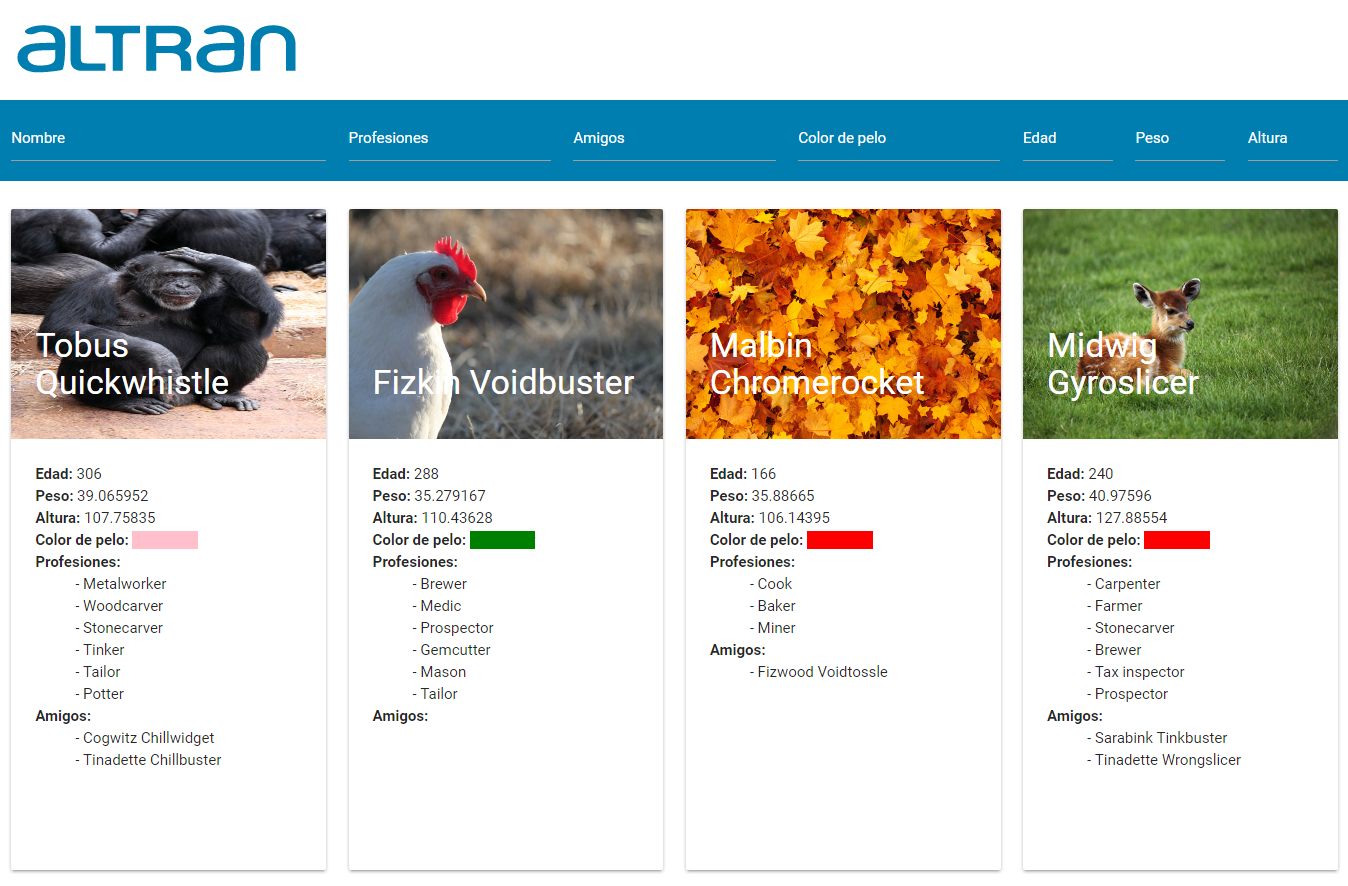 aLTRan
Nombre Profesiones Amigos Color de pelo Edad Peso Altura
Tobus
Quickwhistle
Edad: 306
Peso: 39.065952
Altura: 107.75835
Color de pelo:
Profesiones:
- Metalworker
- Woodcarver
- Stonecarver
- Tinker
- Tailor
- Potter
Amigos:
- Cogwitz Chillwidget
- Tinadette Chillbuster
Fizkin Voidbuster
Edad: 288
Peso: 35.279167
Altura: 110.43628
Color de pelo:
Profesiones:
- Brewer
- Medic
- Prospector
- Gemcutter
- Mason
- Tailor
Amigos:
Malbin
Chromerocket
Edad: 166
Peso: 35.88665
Altura: 106.14395
Color de pelo:
Profesiones:
- Cook
- Baker
- Miner
Amigos:
- Fizwood Voidtossle
Midwig
Gyroslicer
Edad: 240
Peso: 40.97596
Altura: 127.88554
Color de pelo:
Profesiones:
- Carpenter
- Farmer
- Stonecarver
- Brewer
- Tax inspector
- Prospector
Amigos:
- Sarabink Tinkbuster
- Tinadette Wrongslicer